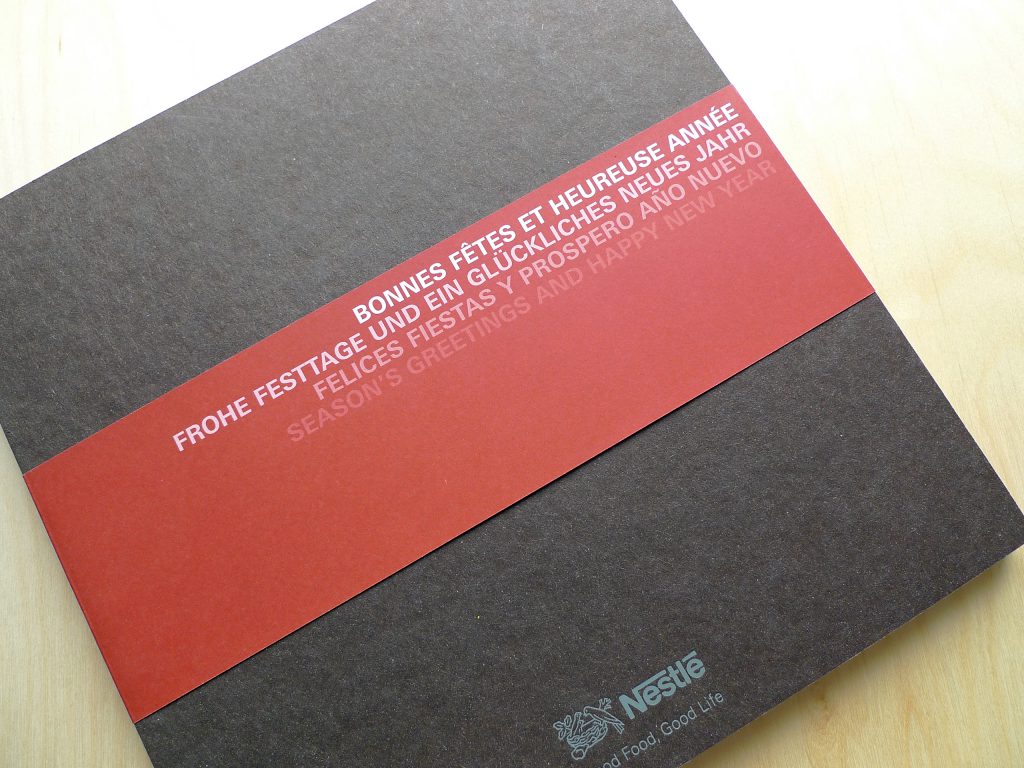 BONNES FÊTES ET HEUREUSE ANNÉE
FROHE FESTTAGE UND EIN GLÜCKLICHES NEUES JAHR
FELICES FIESTAS Y PROSPERO AÑO NUEVO
SEASON'S GREETINGS AND HAPPY NEW YEAR
Nestlé
Food, Good Life